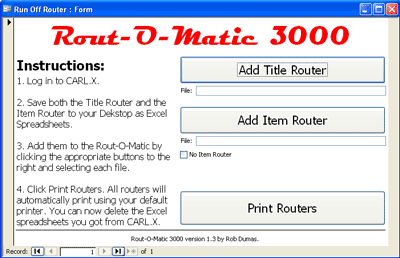 Run Off Router : Form
Rout-O-Matic 3000
Instructions:
1. Log in to CARL.X.
2. Save both the Title Router and the
Item Router to your Dekstop as Excel
Spreadsheets.
3. Add them to the Rout-O-Matic by
clicking the appropriate buttons to the
right and selecting each file.
4. Click Print Routers. All routers will
automatically print using your default
printer. You can now delete the Excel
spreadsheets you got from CARL.X.
Add Title Router
File:
Add Item Router
File:
No Item Router
Print Routers
Rout-O-Matic 3000 version 1.3 by Rob Dumas.
Record: 1 of 1